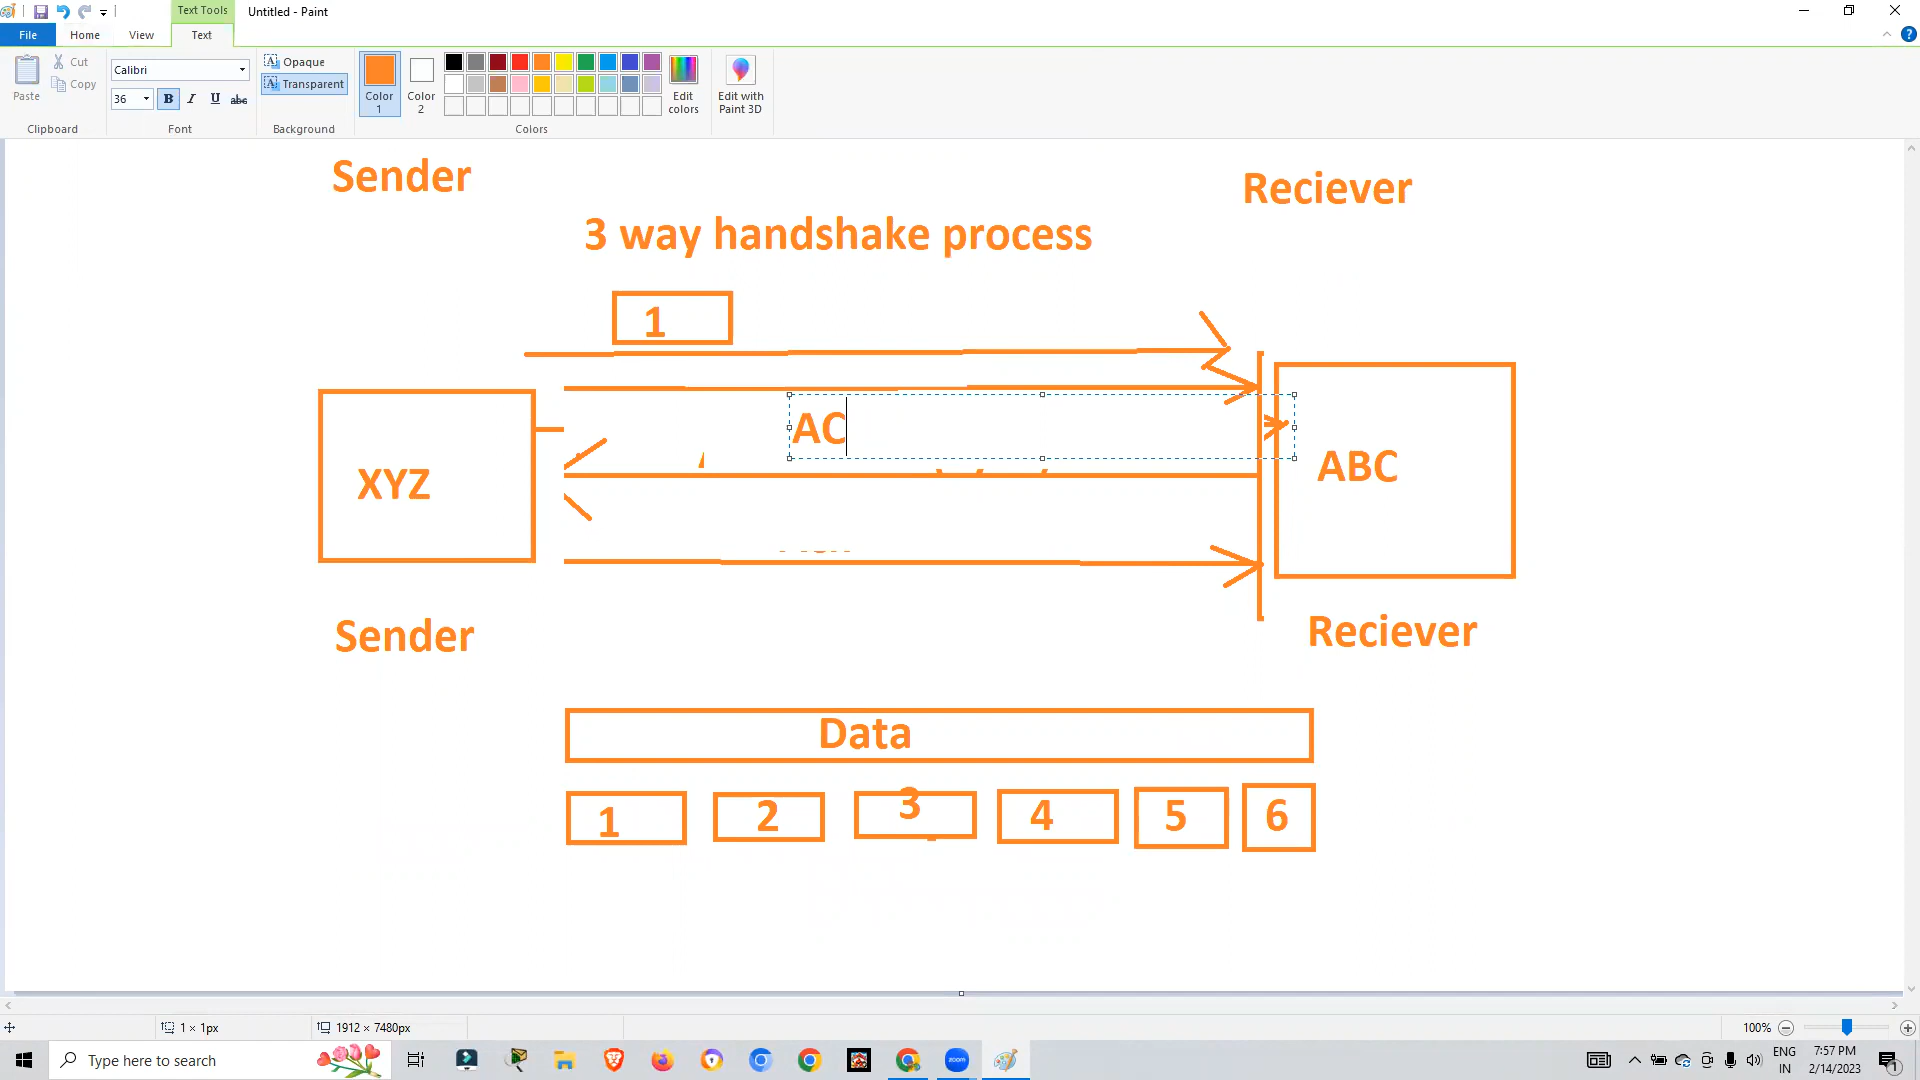 Text Tools
Untitled - Paint
File
Home
View
Text
Paste
Cut
Copy
Clipboard
Calibri
36
B
I
U
abc
Font
Opaque
Transparent
Background
Color 1
Color 2
Edit colors
Edit with Paint 3D
Colors
Sender
Reciever
3 way handshake process
1
AC
XYZ
ABC
Sender
Reciever
Data
1
2
3
4
5
6
1 × 1px
1912 × 7480px
100%
Type here to search
zoom
ENG
IN
7:57 PM
2/14/2023
1